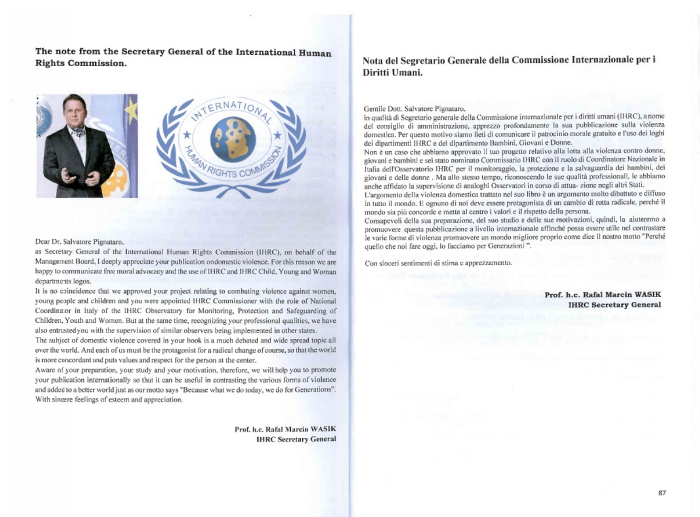 The note from the Secretary General of the International Human
Rights Commission.
INTERNATIONAL
HUMAN RIGHTS COMMISSION
Dear Dr. Salvatore Pignataro,
as Secretary General of the International Human Rights Commission (IHRC), on behalf of the
Management Board, I deeply appreciate your publication ondomestic violence. For this reason we are
happy to communicate free moral advocacy and the use of IHRC and IHRC Child, Young and Woman
departments logos.
It is no coincidence that we approved your project relating to combating violence against women,
young people and children and you were appointed IHRC Commissioner with the role of National
Coordinator in Italy of the IHRC Observatory for Monitoring, Protection and Safeguarding of
Children, Youth and Women. But at the same time, recognizing your professional qualities, we have
also entrusted you with the supervision of similar observers being implemented in other states.
The subject of domestic violence covered in your book is a much debated and wide spread topic all
over the world. And each of us must be the protagonist for a radical change of course, so that the world
is more concordant and puts values and respect for the person at the center.
Aware of your preparation, your study and your motivation, therefore, we will help you to promote
your publication internationally so that it can be useful in contrasting the various forms of violence
and added to a better world just as our motto says "Because what we do today, we do for Generations".
With sincere feelings of esteem and appreciation.
Prof. h.c. Rafal Marcin WASIK
IHRC Secretary General
Nota del Segretario Generale della Commissione Internazionale per i
Diritti Umani.
Gentile Dott. Salvatore Pignataro,
in qualità di Segretario generale della Commissione internazionale per i diritti umani (IHRC), a nome
del consiglio di amministrazione, apprezzo profondamente la sua pubblicazione sulla violenza
domestica. Per questo motivo siamo lieti di comunicare il patrocinio morale gratuito e l'uso dei loghi
dei dipartimenti IHRC e del dipartimento Bambini, Giovani e Donne.
Non è un caso che abbiamo approvato il tuo progetto relativo alla lotta alla violenza contro donne,
giovani e bambini e sei stato nominato Commissario IHRC con il ruolo di Coordinatore Nazionale in
Italia dell'Osservatorio IHRC per il monitoraggio, la protezione e la salvaguardia dei bambini, dei
giovani e delle donne . Ma allo stesso tempo, riconoscendo le sue qualità professionali, le abbiamo
anche affidato la supervisione di analoghi Osservatori in corso di attua- zione negli altri Stati.
L'argomento della violenza domestica trattato nel suo libro è un argomento molto dibattuto e diffuso
in tutto il mondo. E ognuno di noi deve essere protagonista di un cambio di rotta radicale, perché il
mondo sia più concorde e metta al centro i valori e il rispetto della persona.
Consapevoli della sua preparazione, del suo studio e delle sue motivazioni, quindi, la aiuteremo a
promuovere questa pubblicazione a livello internazionale affinché possa essere utile nel contrastare
le varie forme di violenza promuovere un mondo migliore proprio come dice il nostro motto "Perché
quello che noi fare oggi, lo facciamo per Generazioni ".
Con sinceri sentimenti di stima e apprezzamento.
Prof. h.c. Rafal Marcin WASIK
IHRC Secretary General
87